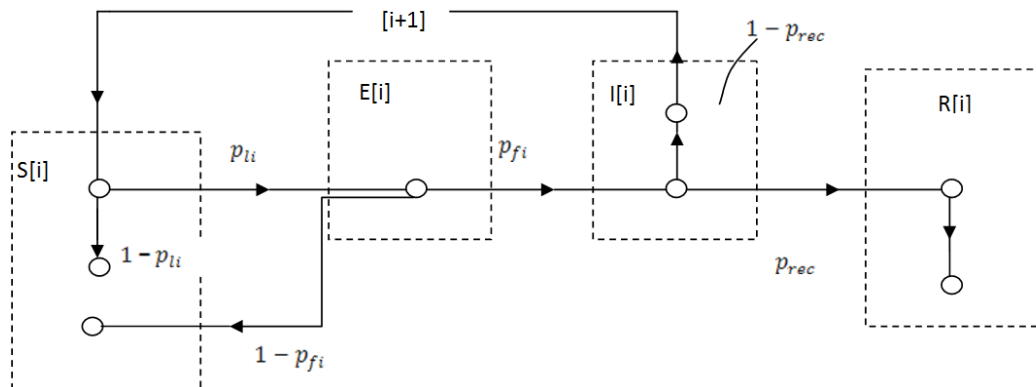 [i+1]
1 − p_rec
E[i]
I[i]
R[i]
S[i]
p_li
p_fi
1 − p_li
p_rec
1 − p_fi